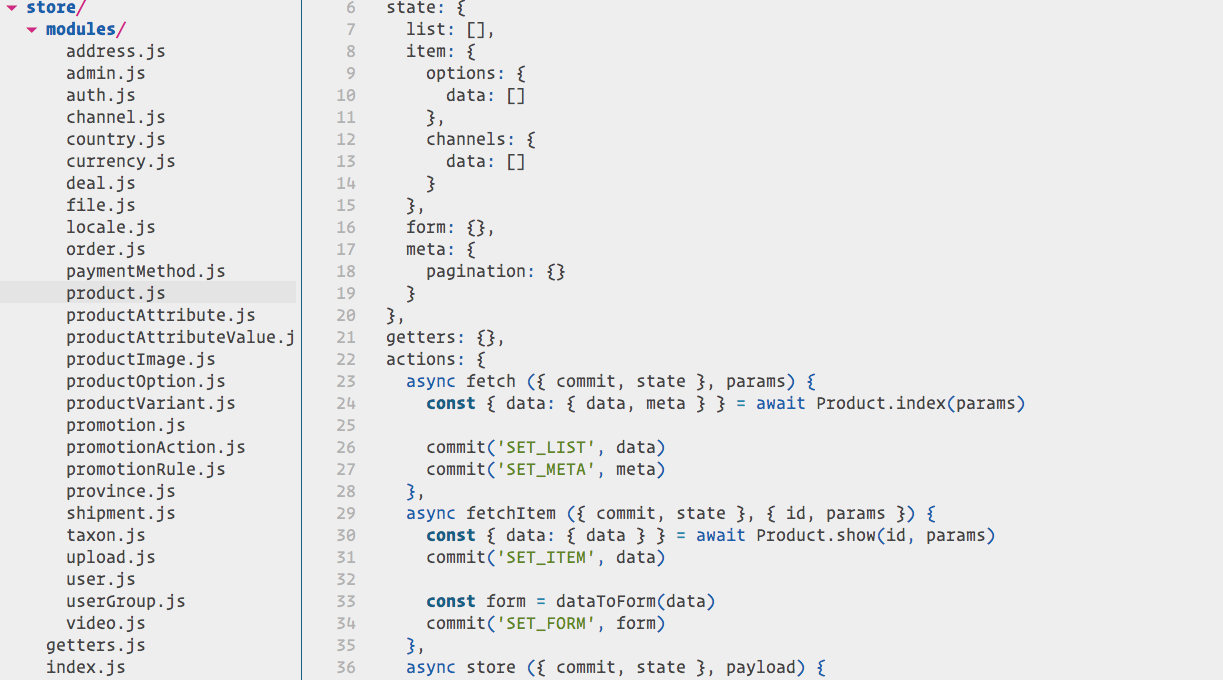 store/
modules/
address.js
admin.js
auth.js
channel.js
country.js
currency.js
deal.js
file.js
locale.js
order.js
paymentMethod.js
product.js
productAttribute.js
productAttributeValue.j
productImage.js
productOption.js
productVariant.js
promotion.js
promotionAction.js
promotionRule.js
province.js
shipment.js
taxon.js
upload.js
user.js
userGroup.js
video.js
getters.js
index.js
6 state: {
7 list: [],
8 item: {
9 options: {
10 data: []
11 },
12 channels: {
13 data: []
14 }
15 },
16 form: {},
17 meta: {
18 pagination: {}
19 }
20 },
21 getters: {},
22 actions: {
23 async fetch ({ commit, state }, params) {
24 const { data: { data, meta } } = await Product.index(params)
25
26 commit('SET_LIST', data)
27 commit('SET_META', meta)
28 },
29 async fetchItem ({ commit, state }, { id, params }) {
30 const { data: { data } } = await Product.show(id, params)
31 commit('SET_ITEM', data)
32
33 const form = dataToForm(data)
34 commit('SET_FORM', form)
35 },
36 async store ({ commit, state }, payload) {